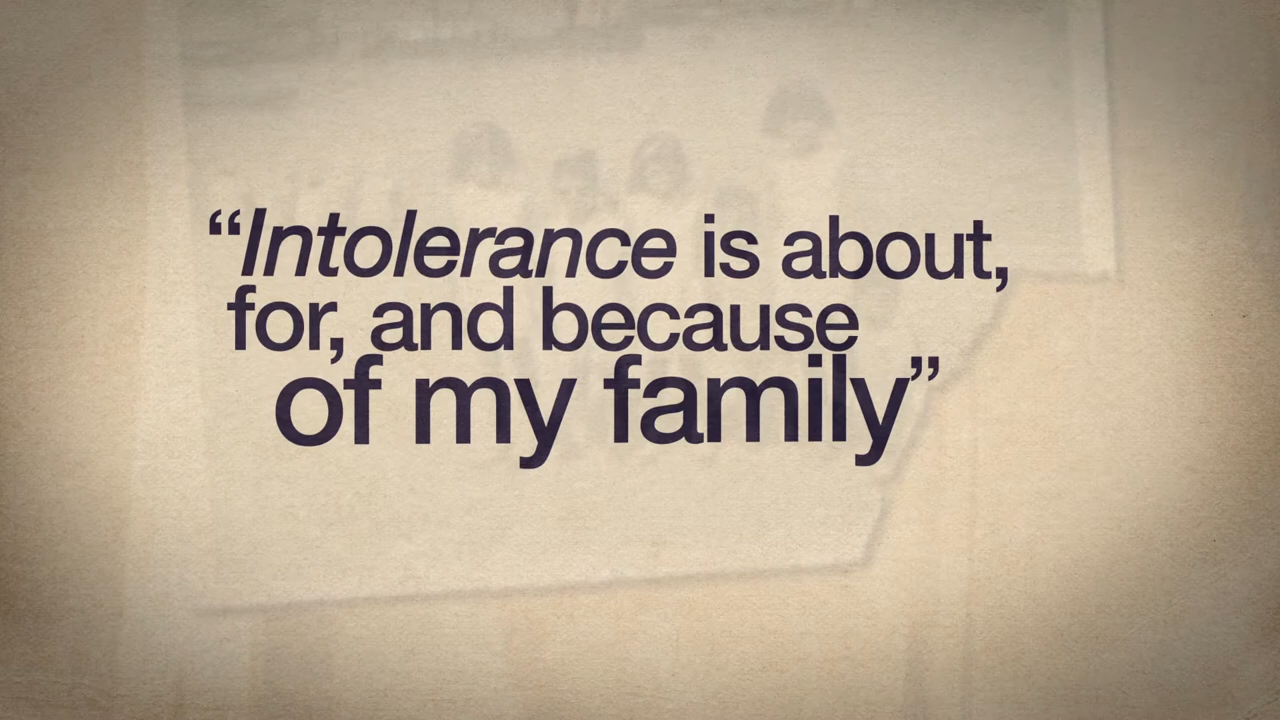 “Intolerance is about,
for, and because
of my family”